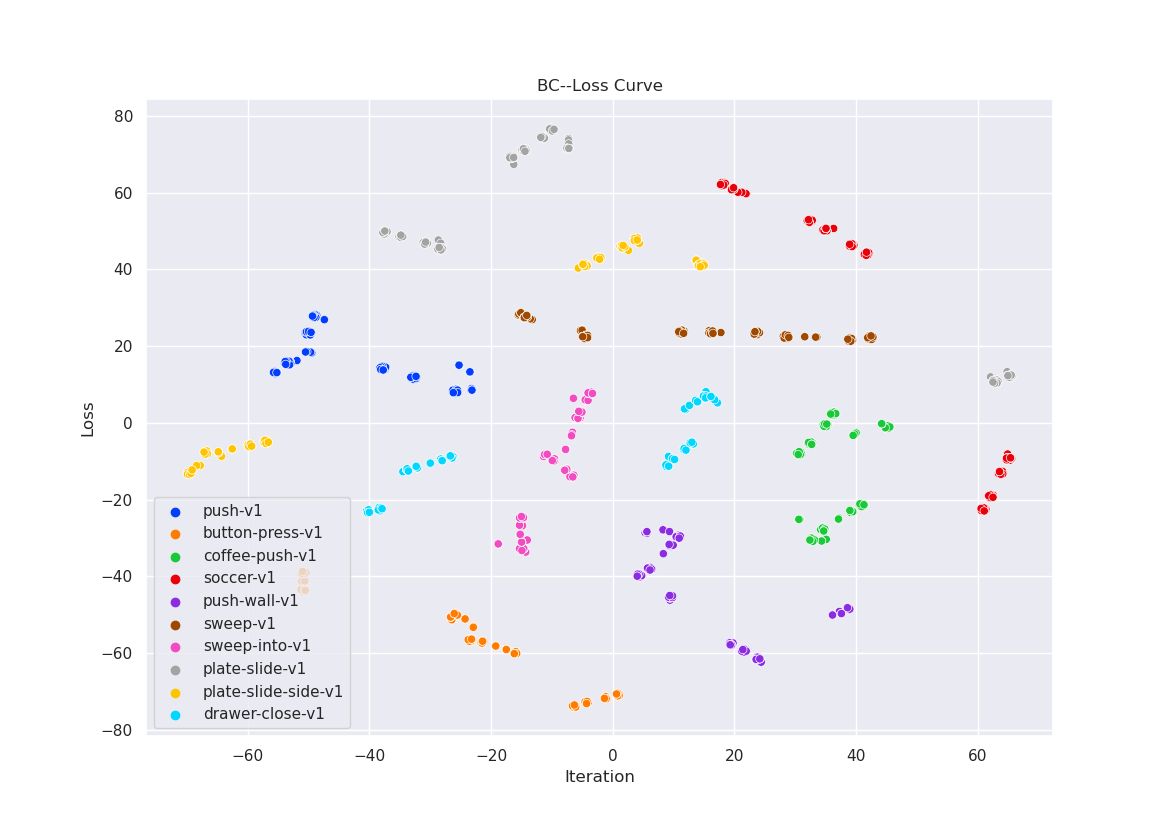 BC--Loss Curve
80
60
40
20
0
−20
−40
−60
−80
Loss
push-v1
button-press-v1
coffee-push-v1
soccer-v1
push-wall-v1
sweep-v1
sweep-into-v1
plate-slide-v1
plate-slide-side-v1
drawer-close-v1
−60 −40 −20 0 20 40 60
Iteration